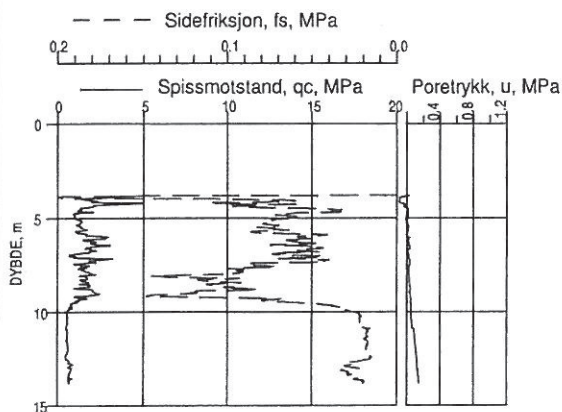 Sidefriksjon, fs, MPa
0,2 0,1 0,0
Spissmotstand, qc, MPa Poretrykk, u, MPa
0 5 10 15 20 0,4 0,8 1,2
0
5
10
15
DYBDE, m